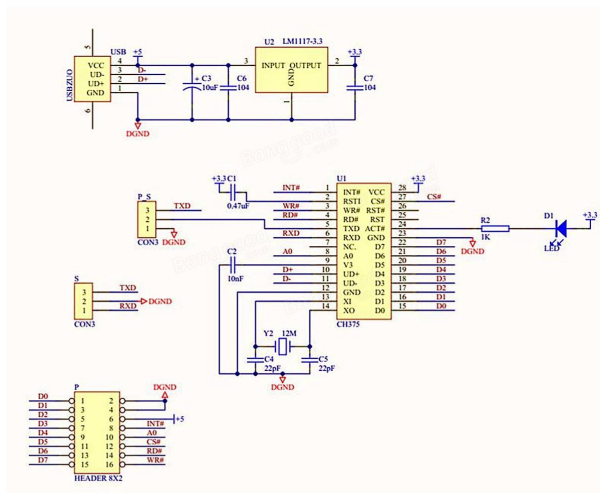 5
USB
USBZUO
VCC 4
UD- 3 D-
UD+ 2 D+
GND 1
6
+5
DGND
C3
10uF
C6
104
U2 LM1117-3.3
3 INPUT OUTPUT 2
GND
1
+3.3
C7
104
P_S
3 TXD
2
1
CON3
DGND
+3.3 C1
0.47uF
C2
10nF
U1
INT# 1 INT# VCC 28 +3.3
2 RST1 CS# 27 CS#
WR# 3 WR# RST# 26
RD# 4 RD# RST 25
5 TXD ACT# 24
RXD 6 RXD GND 23 DGND
7 NC. D7 22 D7
A0 8 A0 D6 21 D6
9 V3 D5 20 D5
D+ 10 UD+ D4 19 D4
D- 11 UD- D3 18 D3
12 GND D2 17 D2
13 XI D1 16 D1
14 XO D0 15 D0
CH375
R2
1K
D1
LED
+3.3
S
3 TXD
2 DGND
1 RXD
CON3
Y2 12M
C4
22pF
C5
22pF
DGND
P
DGND
D0 1 2
D1 3 4
D2 5 6 +5
D3 7 8 INT#
D4 9 10 A0
D5 11 12 CS#
D6 13 14 RD#
D7 15 16 WR#
HEADER 8X2